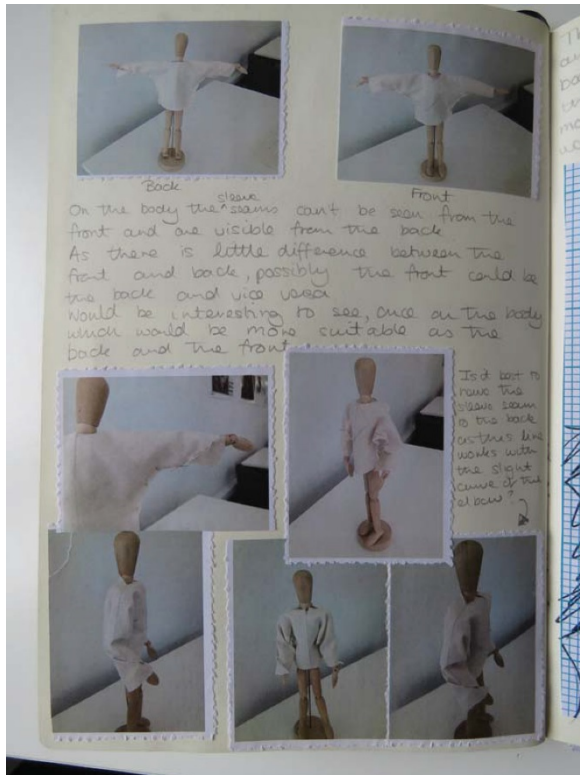 Back
Front
On the body the sleeve seams can't be seen from the
front and are visible from the back
As there is little difference between the
front and back, possibly the front could be
the back and vice versa
Would be interesting to see, once on the body
which would be more suitable as the
back and the front
Is it best to
have the
sleeve seam
to the back
as this line
works with
the slight
curve of the
elbow?